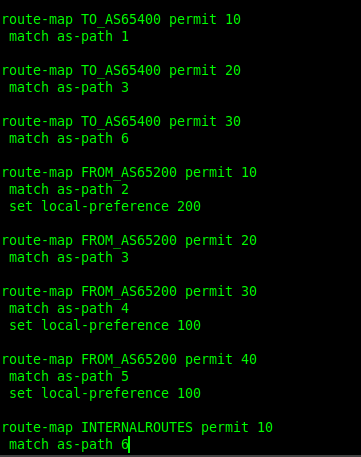 route-map TO_AS65400 permit 10
match as-path 1
route-map TO_AS65400 permit 20
match as-path 3
route-map TO_AS65400 permit 30
match as-path 6
route-map FROM_AS65200 permit 10
match as-path 2
set local-preference 200
route-map FROM_AS65200 permit 20
match as-path 3
route-map FROM_AS65200 permit 30
match as-path 4
set local-preference 100
route-map FROM_AS65200 permit 40
match as-path 5
set local-preference 100
route-map INTERNALROUTES permit 10
match as-path 6